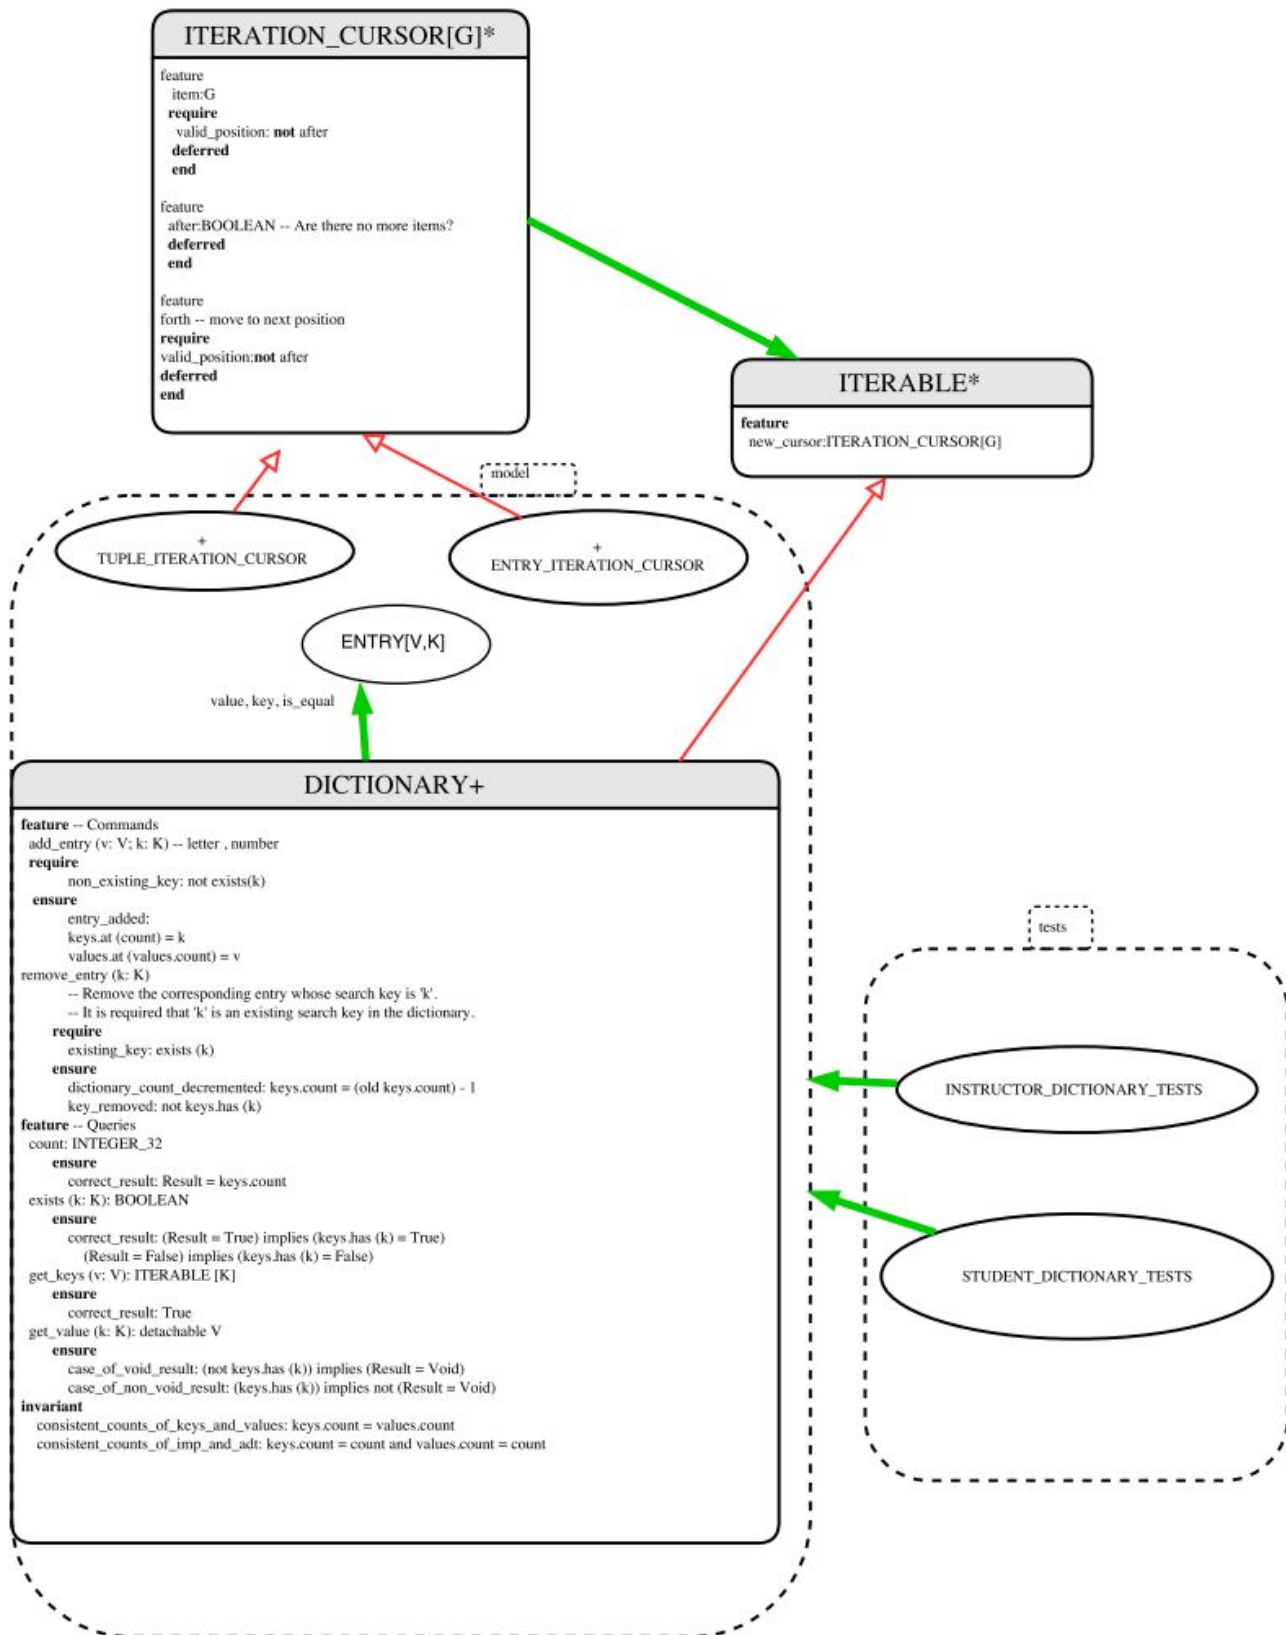 ITERATION_CURSOR[G]*
feature
item:G
require
valid_position: not after
deferred
end
feature
after:BOOLEAN -- Are there no more items?
deferred
end
feature
forth -- move to next position
require
valid_position:not after
deferred
end
ITERABLE*
feature
new_cursor:ITERATION_CURSOR[G]
model
+
TUPLE_ITERATION_CURSOR
+
ENTRY_ITERATION_CURSOR
ENTRY[V,K]
value, key, is_equal
DICTIONARY+
feature -- Commands
add_entry (v: V; k: K) -- letter , number
require
non_existing_key: not exists(k)
ensure
entry_added:
keys.at (count) = k
values.at (values.count) = v
remove_entry (k: K)
-- Remove the corresponding entry whose search key is 'k'.
-- It is required that 'k' is an existing search key in the dictionary.
require
existing_key: exists (k)
ensure
dictionary_count_decremented: keys.count = (old keys.count) - 1
key_removed: not keys.has (k)
feature -- Queries
count: INTEGER_32
ensure
correct_result: Result = keys.count
exists (k: K): BOOLEAN
ensure
correct_result: (Result = True) implies (keys.has (k) = True)
(Result = False) implies (keys.has (k) = False)
get_keys (v: V): ITERABLE [K]
ensure
correct_result: True
get_value (k: K): detachable V
ensure
case_of_void_result: (not keys.has (k)) implies (Result = Void)
case_of_non_void_result: (keys.has (k)) implies not (Result = Void)
invariant
consistent_counts_of_keys_and_values: keys.count = values.count
consistent_counts_of_imp_and_adt: keys.count = count and values.count = count
tests
INSTRUCTOR_DICTIONARY_TESTS
STUDENT_DICTIONARY_TESTS